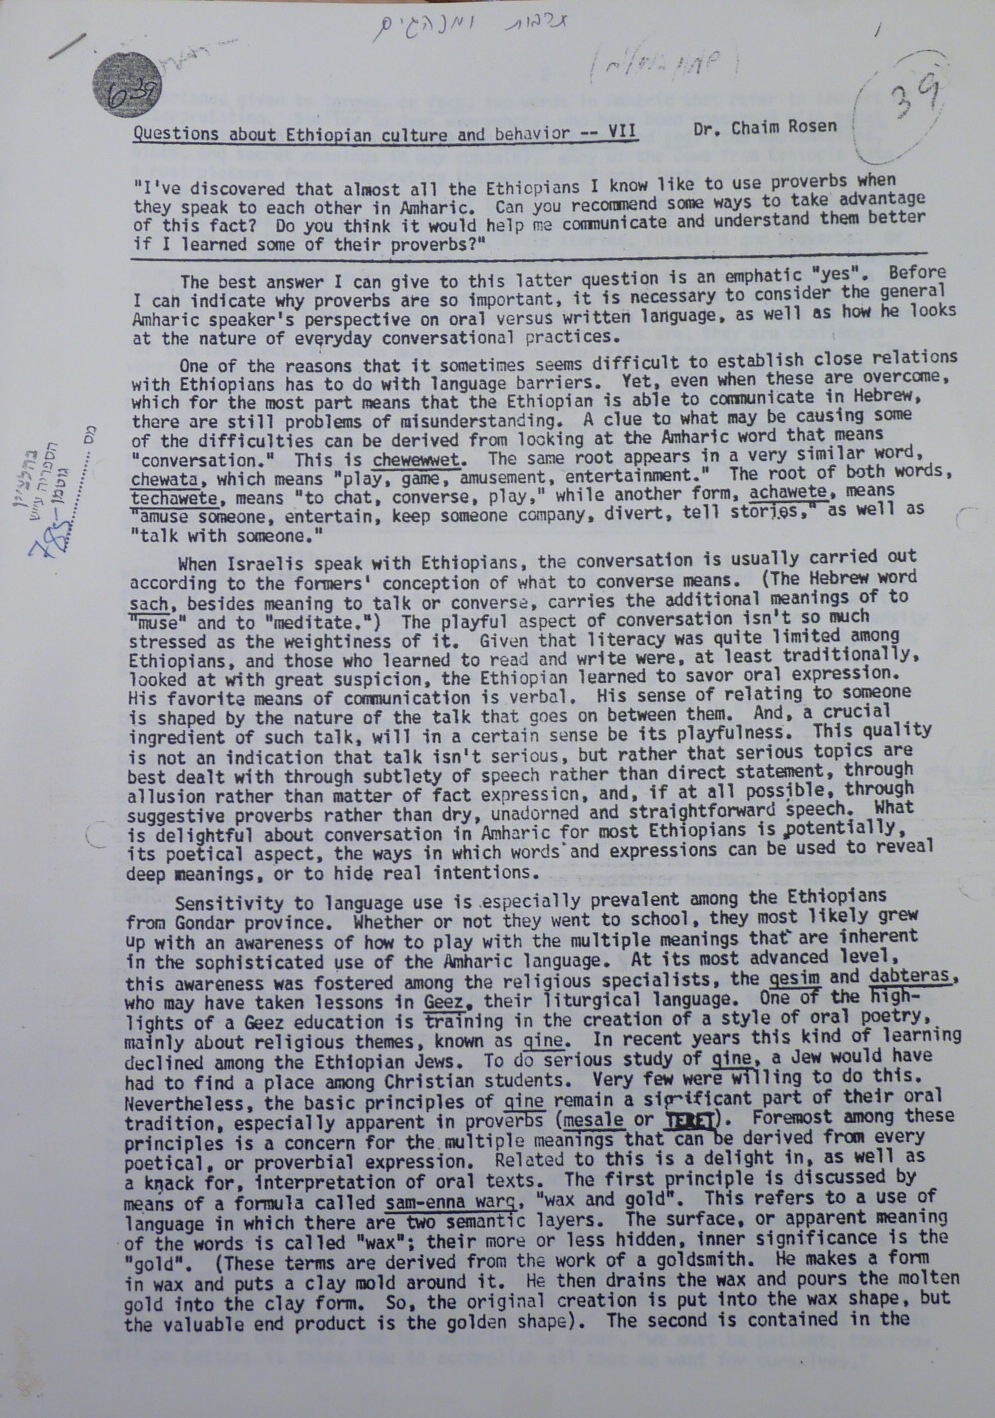 תרבות ומנהגים
639
39
Questions about Ethiopian culture and behavior -- VII Dr. Chaim Rosen
"I've discovered that almost all the Ethiopians I know like to use proverbs when
they speak to each other in Amharic. Can you recommend some ways to take advantage
of this fact? Do you think it would help me communicate and understand them better
if I learned some of their proverbs?"
The best answer I can give to this latter question is an emphatic "yes". Before
I can indicate why proverbs are so important, it is necessary to consider the general
Amharic speaker's perspective on oral versus written language, as well as how he looks
at the nature of everyday conversational practices.
One of the reasons that it sometimes seems difficult to establish close relations
with Ethiopians has to do with language barriers. Yet, even when these are overcome,
which for the most part means that the Ethiopian is able to communicate in Hebrew,
there are still problems of misunderstanding. A clue to what may be causing some
of the difficulties can be derived from looking at the Amharic word that means
"conversation." This is chewewwet. The same root appears in a very similar word,
chewata, which means "play, game, amusement, entertainment." The root of both words,
techawete, means "to chat, converse, play," while another form, achawete, means
"amuse someone, entertain, keep someone company, divert, tell stories," as well as
"talk with someone."
When Israelis speak with Ethiopians, the conversation is usually carried out
according to the formers' conception of what to converse means. (The Hebrew word
sach, besides meaning to talk or converse, carries the additional meanings of to
"muse" and to "meditate.") The playful aspect of conversation isn't so much
stressed as the weightiness of it. Given that literacy was quite limited among
Ethiopians, and those who learned to read and write were, at least traditionally,
looked at with great suspicion, the Ethiopian learned to savor oral expression.
His favorite means of communication is verbal. His sense of relating to someone
is shaped by the nature of the talk that goes on between them. And, a crucial
ingredient of such talk, will in a certain sense be its playfulness. This quality
is not an indication that talk isn't serious, but rather that serious topics are
best dealt with through subtlety of speech rather than direct statement, through
allusion rather than matter of fact expression, and, if at all possible, through
suggestive proverbs rather than dry, unadorned and straightforward speech. What
is delightful about conversation in Amharic for most Ethiopians is potentially,
its poetical aspect, the ways in which words and expressions can be used to reveal
deep meanings, or to hide real intentions.
Sensitivity to language use is especially prevalent among the Ethiopians
from Gondar province. Whether or not they went to school, they most likely grew
up with an awareness of how to play with the multiple meanings that are inherent
in the sophisticated use of the Amharic language. At its most advanced level,
this awareness was fostered among the religious specialists, the qesim and dabteras,
who may have taken lessons in Geez, their liturgical language. One of the high-
lights of a Geez education is training in the creation of a style of oral poetry,
mainly about religious themes, known as qine. In recent years this kind of learning
declined among the Ethiopian Jews. To do serious study of qine, a Jew would have
had to find a place among Christian students. Very few were willing to do this.
Nevertheless, the basic principles of qine remain a significant part of their oral
tradition, especially apparent in proverbs (mesale or TERET). Foremost among these
principles is a concern for the multiple meanings that can be derived from every
poetical, or proverbial expression. Related to this is a delight in, as well as
a knack for, interpretation of oral texts. The first principle is discussed by
means of a formula called sam-enna warq, "wax and gold". This refers to a use of
language in which there are two semantic layers. The surface, or apparent meaning
of the words is called "wax"; their more or less hidden, inner significance is the
"gold". (These terms are derived from the work of a goldsmith. He makes a form
in wax and puts a clay mold around it. He then drains the wax and pours the molten
gold into the clay form. So, the original creation is put into the wax shape, but
the valuable end product is the golden shape). The second is contained in the